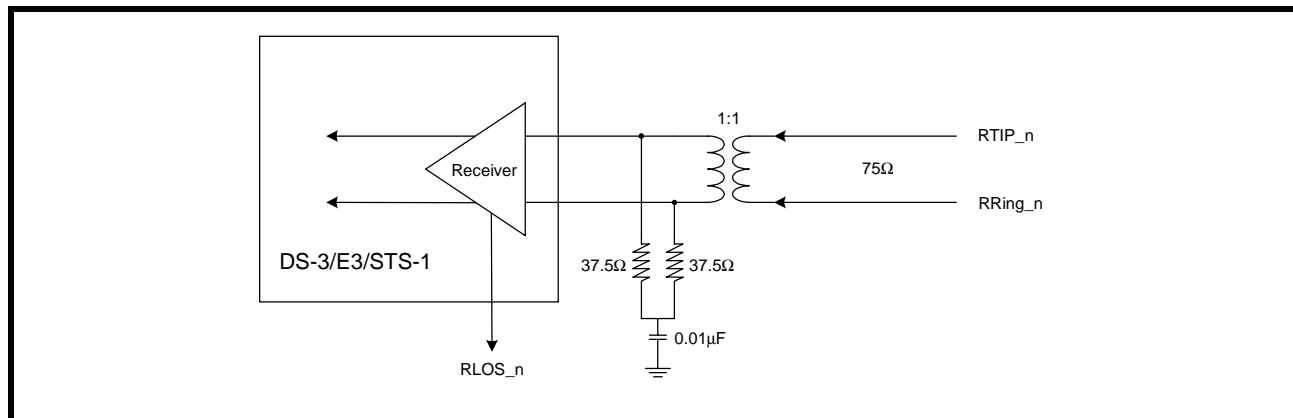 1:1
RTIP_n
Receiver
75Ω
RRing_n
DS-3/E3/STS-1
37.5Ω
37.5Ω
0.01μF
RLOS_n